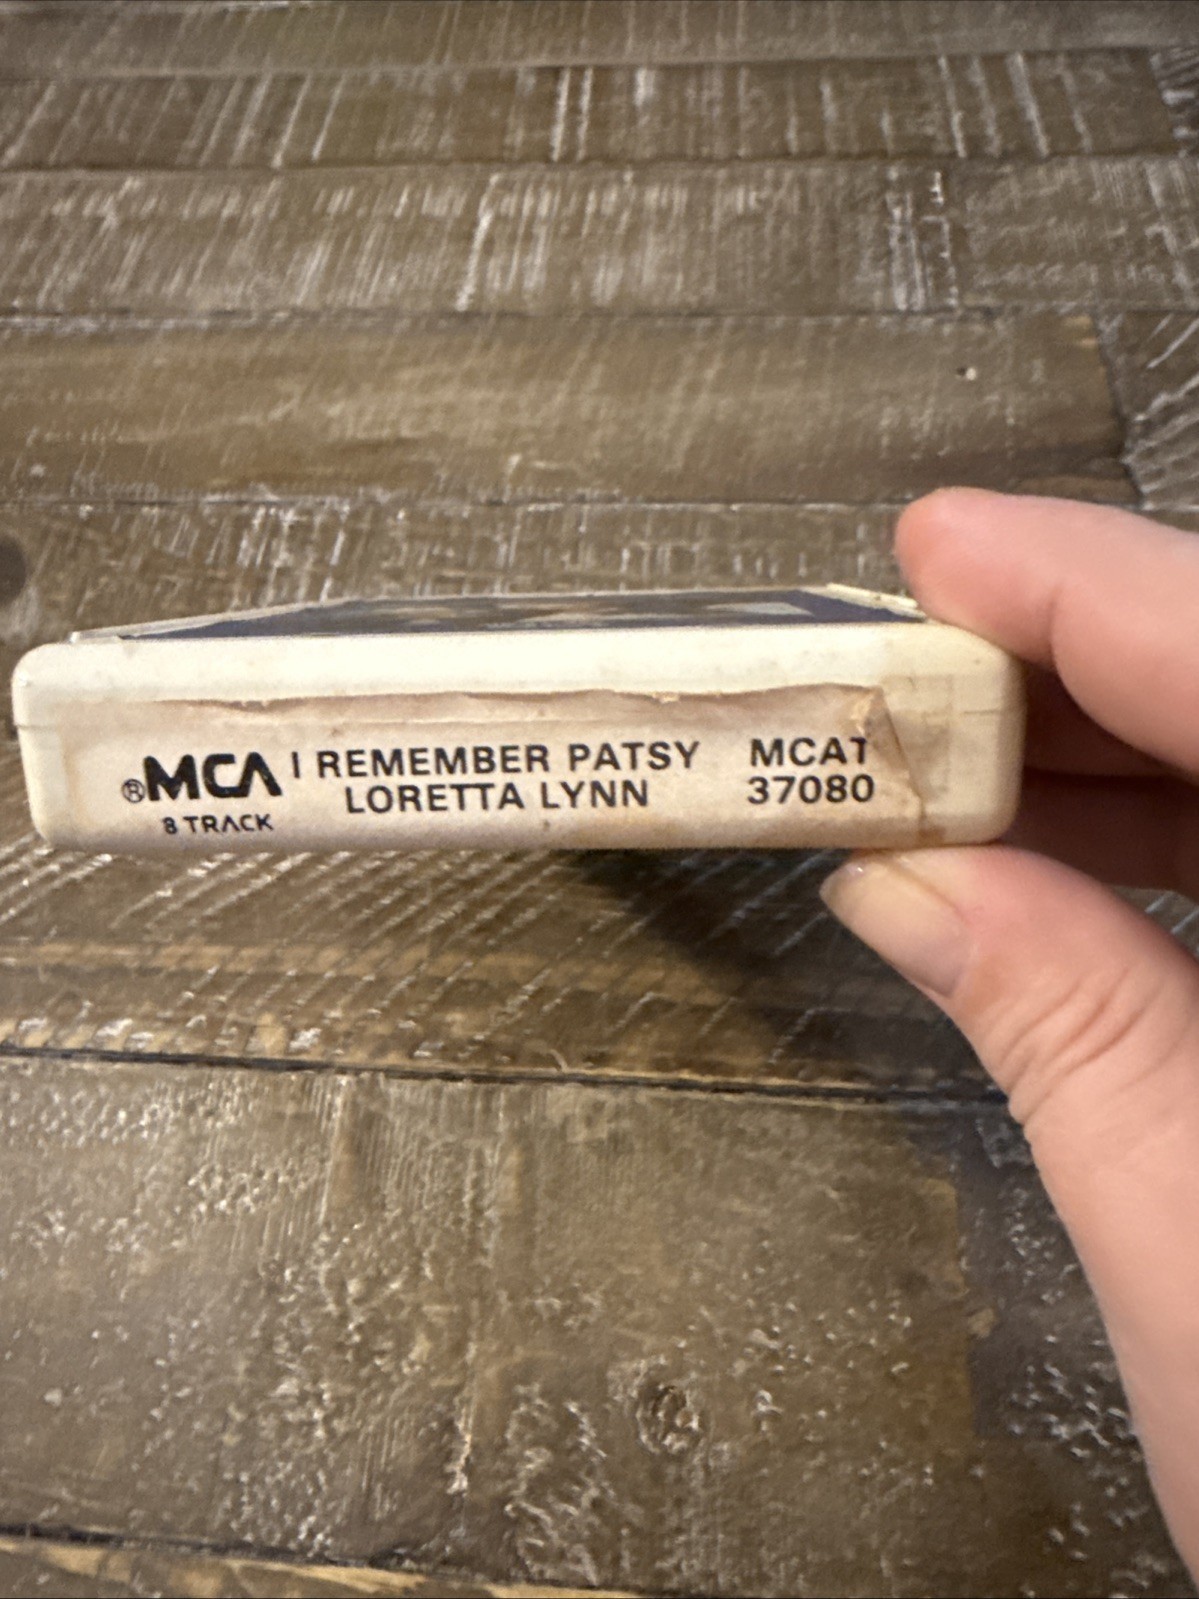 ®MCA I REMEMBER PATSY MCAT
LORETTA LYNN 37080
8 TRACK